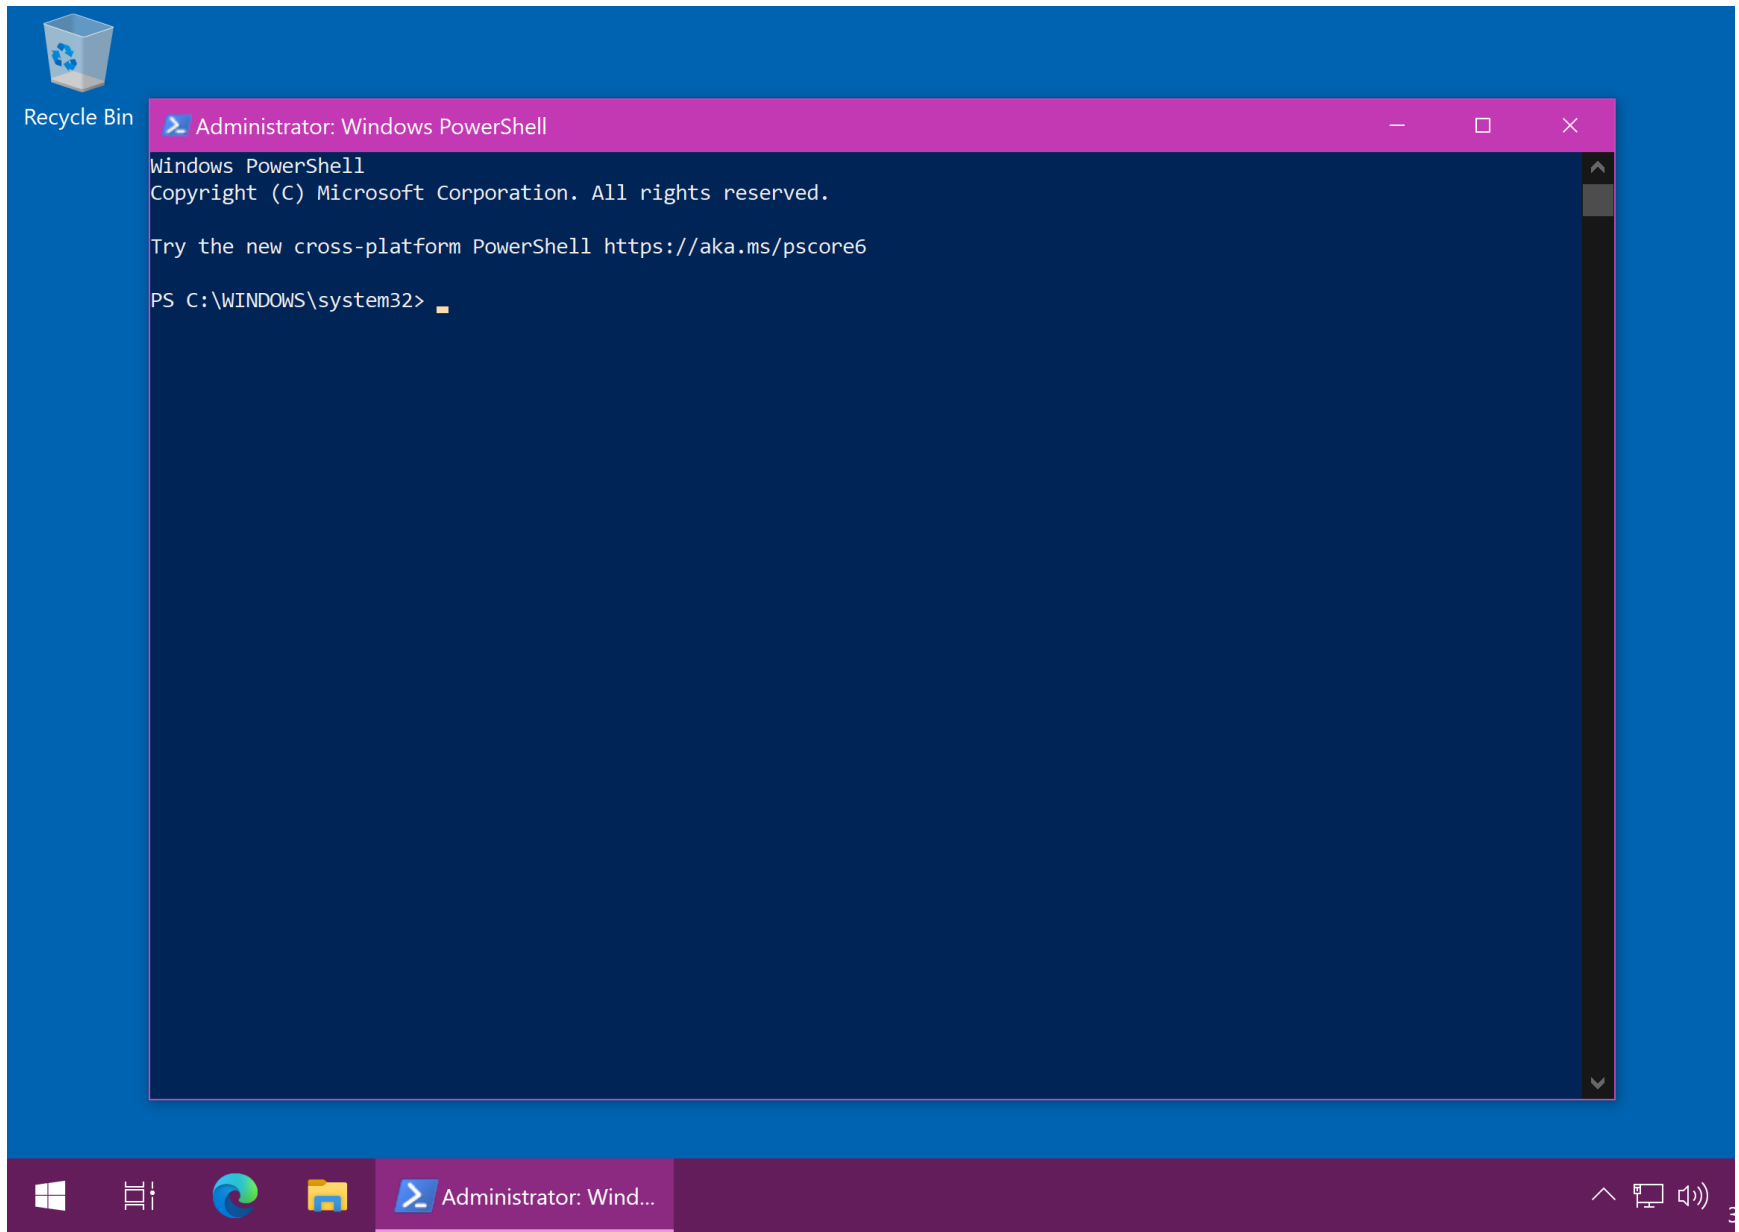 Recycle Bin
Administrator: Windows PowerShell
Windows PowerShell
Copyright (C) Microsoft Corporation. All rights reserved.
Try the new cross-platform PowerShell https://aka.ms/pscore6
PS C:\WINDOWS\system32>
Administrator: Wind...